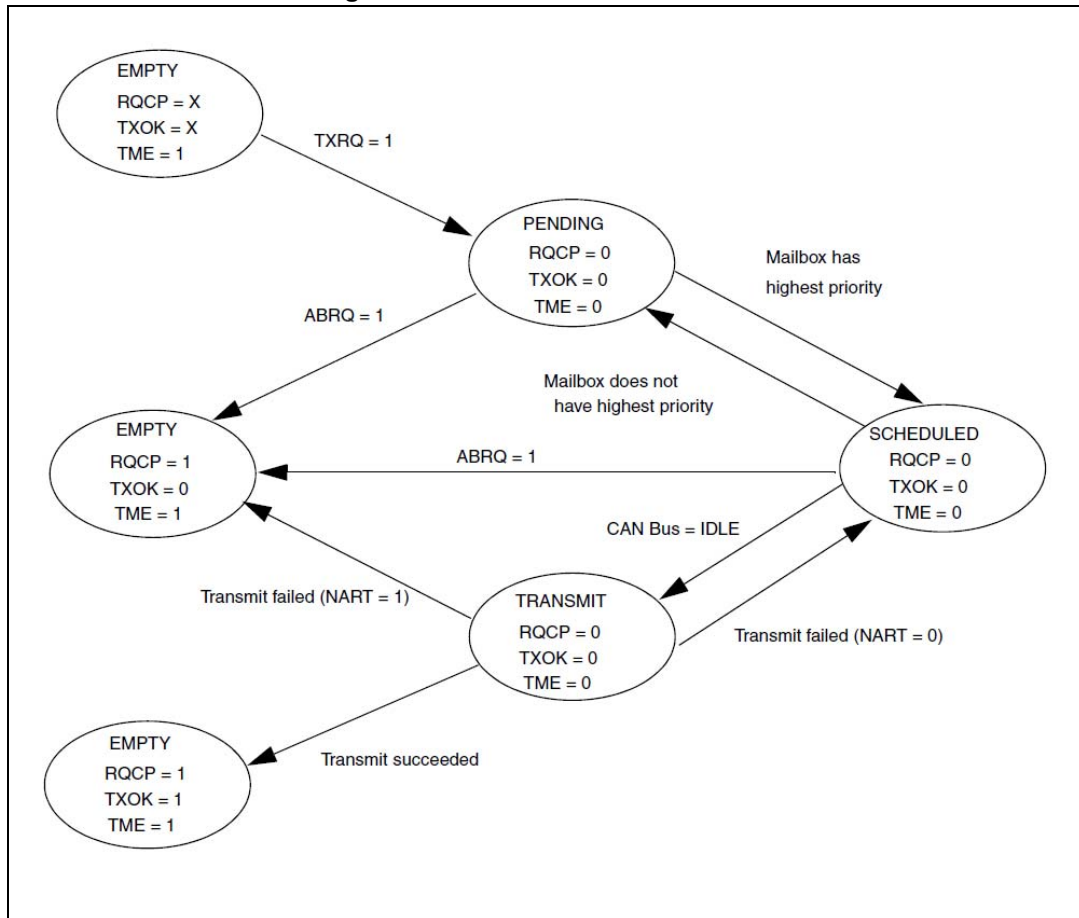 EMPTY
RQCP = X
TXOK = X
TME = 1
TXRQ = 1
PENDING
RQCP = 0
TXOK = 0
TME = 0
Mailbox has
highest priority
ABRQ = 1
Mailbox does not
have highest priority
EMPTY
RQCP = 1
TXOK = 0
TME = 1
ABRQ = 1
SCHEDULED
RQCP = 0
TXOK = 0
TME = 0
CAN Bus = IDLE
Transmit failed (NART = 1)
TRANSMIT
RQCP = 0
TXOK = 0
TME = 0
Transmit failed (NART = 0)
EMPTY
RQCP = 1
TXOK = 1
TME = 1
Transmit succeeded